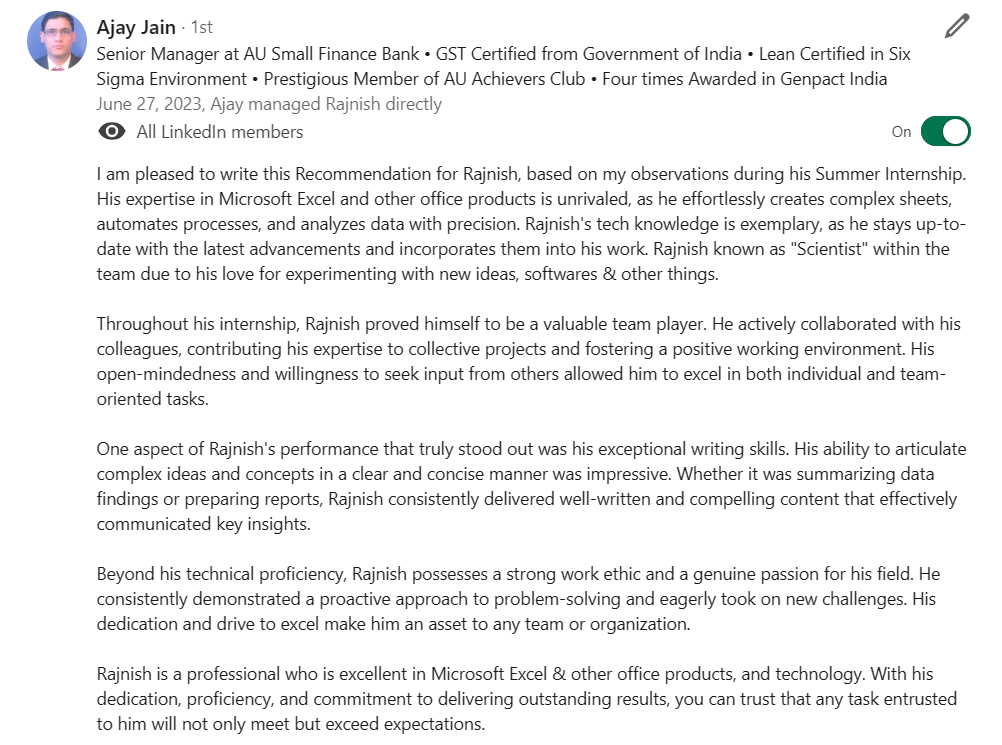 Ajay Jain · 1st
Senior Manager at AU Small Finance Bank • GST Certified from Government of India • Lean Certified in Six
Sigma Environment • Prestigious Member of AU Achievers Club • Four times Awarded in Genpact India
June 27, 2023, Ajay managed Rajnish directly
All LinkedIn members
On
I am pleased to write this Recommendation for Rajnish, based on my observations during his Summer Internship.
His expertise in Microsoft Excel and other office products is unrivaled, as he effortlessly creates complex sheets,
automates processes, and analyzes data with precision. Rajnish's tech knowledge is exemplary, as he stays up-to-
date with the latest advancements and incorporates them into his work. Rajnish known as "Scientist" within the
team due to his love for experimenting with new ideas, softwares & other things.
Throughout his internship, Rajnish proved himself to be a valuable team player. He actively collaborated with his
colleagues, contributing his expertise to collective projects and fostering a positive working environment. His
open-mindedness and willingness to seek input from others allowed him to excel in both individual and team-
oriented tasks.
One aspect of Rajnish's performance that truly stood out was his exceptional writing skills. His ability to articulate
complex ideas and concepts in a clear and concise manner was impressive. Whether it was summarizing data
findings or preparing reports, Rajnish consistently delivered well-written and compelling content that effectively
communicated key insights.
Beyond his technical proficiency, Rajnish possesses a strong work ethic and a genuine passion for his field. He
consistently demonstrated a proactive approach to problem-solving and eagerly took on new challenges. His
dedication and drive to excel make him an asset to any team or organization.
Rajnish is a professional who is excellent in Microsoft Excel & other office products, and technology. With his
dedication, proficiency, and commitment to delivering outstanding results, you can trust that any task entrusted
to him will not only meet but exceed expectations.